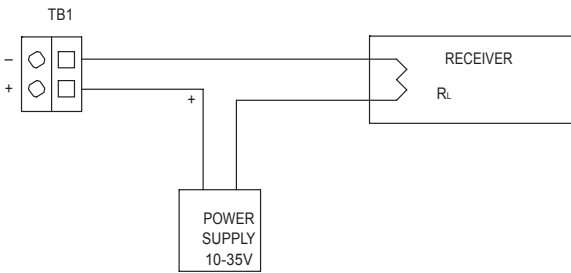 TB1
–
+
+
RECEIVER
RL
POWER
SUPPLY
10-35V